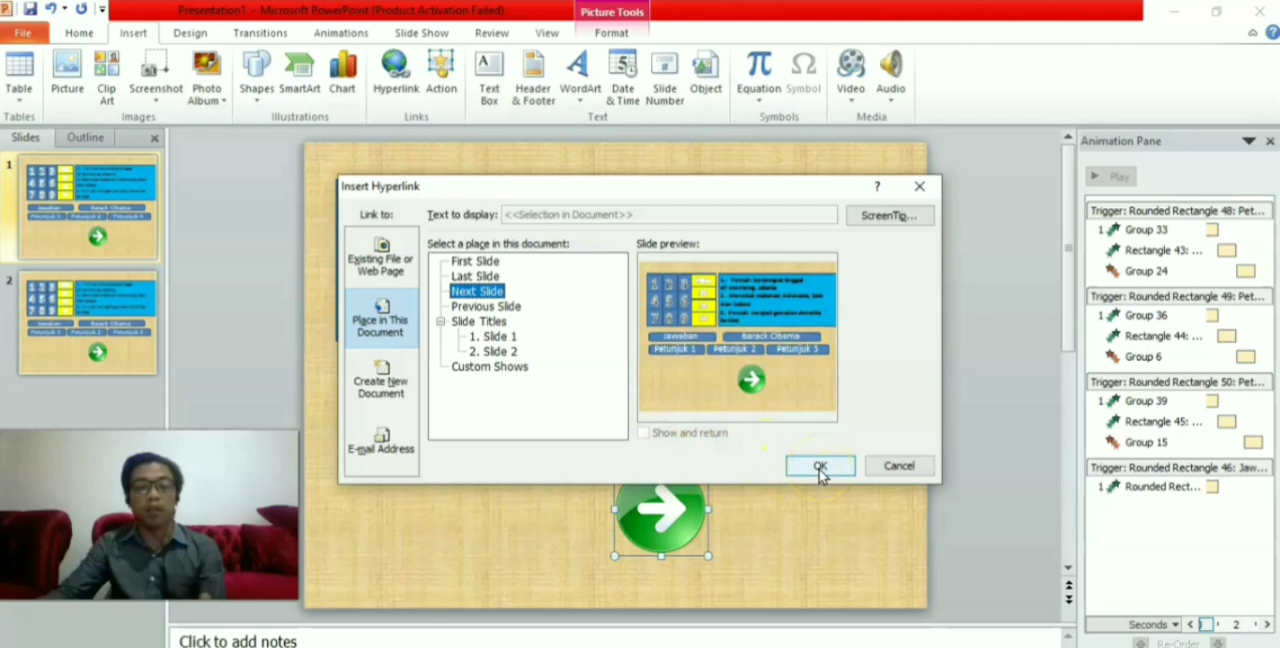 Presentation1 - Microsoft PowerPoint (Product Activation Failed)
Picture Tools
File Home Insert Design Transitions Animations Slide Show Review View Format
Table Picture Clip Art Screenshot Photo Album Shapes SmartArt Chart Hyperlink Action Text Box Header & Footer WordArt Date & Time Slide Number Object Equation Symbol Video Audio
Tables Images Illustrations Links Text Symbols Media
Slides Outline
1
2
Insert Hyperlink
Link to:
Text to display: <<Selection in Document>>
ScreenTip...
Existing File or Web Page
Place in This Document
Create New Document
E-mail Address
Select a place in this document:
First Slide
Last Slide
Next Slide
Previous Slide
Slide Titles
1. Slide 1
2. Slide 2
Custom Shows
Slide preview:
Jawaban Barack Obama
Petunjuk 1 Petunjuk 2 Petunjuk 3
Show and return
OK Cancel
Click to add notes
Animation Pane
Play
Trigger: Rounded Rectangle 48: Pet...
1 Group 33
Rectangle 43: ...
Group 24
Trigger: Rounded Rectangle 49: Pet...
1 Group 36
Rectangle 44: ...
Group 6
Trigger: Rounded Rectangle 50: Pet...
1 Group 39
Rectangle 45: ...
Group 15
Trigger: Rounded Rectangle 46: Jaw...
1 Rounded Rect...
Seconds 2
Re-Order